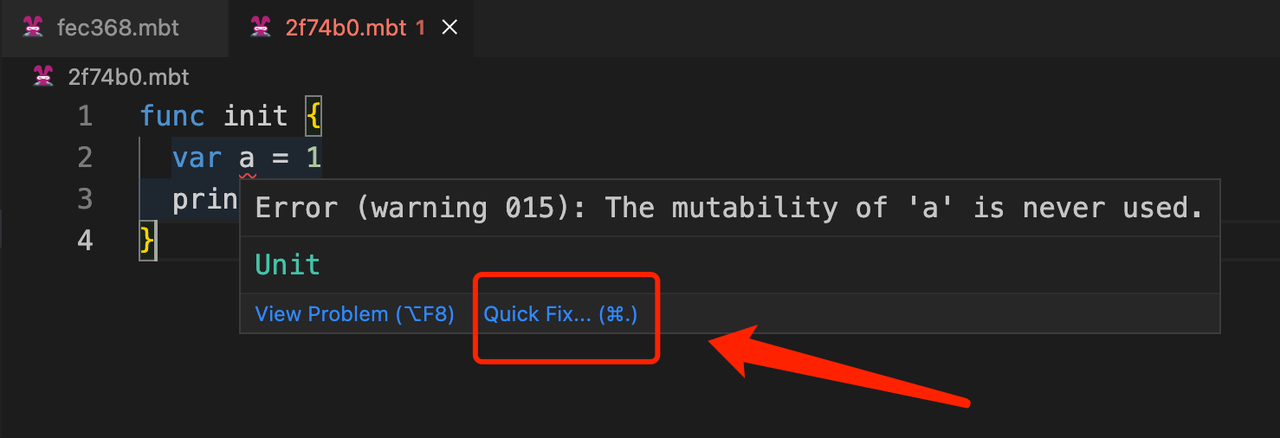 fec368.mbt 2f74b0.mbt 1
2f74b0.mbt
1 func init {
2 var a = 1
3 prin
4 }
Error (warning 015): The mutability of 'a' is never used.
Unit
View Problem (⌥F8) Quick Fix... (⌘.)